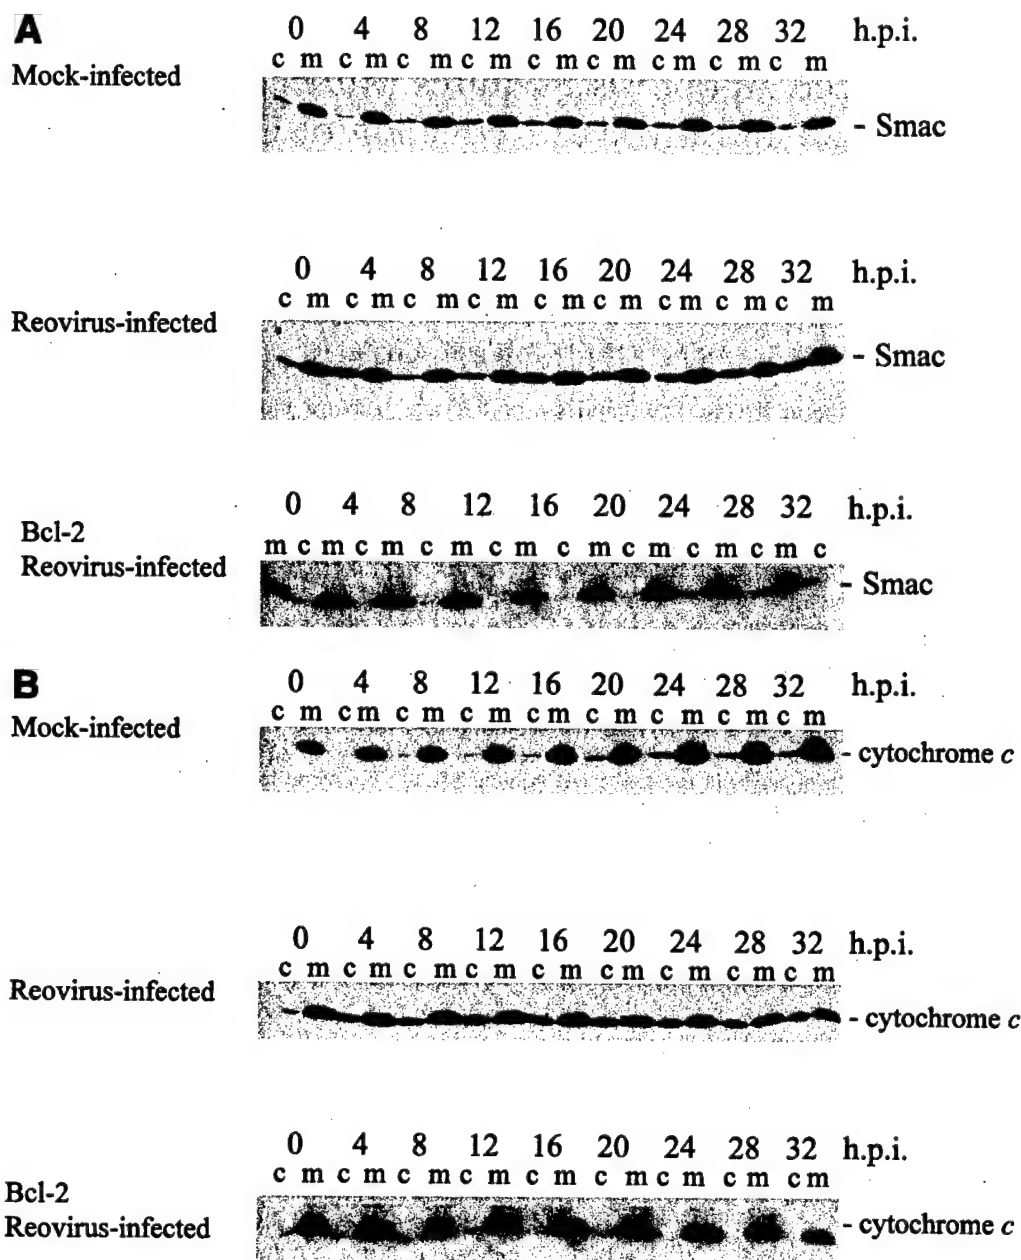 A
0 4 8 12 16 20 24 28 32 h.p.i.
c m c m c m c m c m c m c m c m c m
Mock-infected
- Smac
0 4 8 12 16 20 24 28 32 h.p.i.
c m c m c m c m c m c m c m c m c m
Reovirus-infected
- Smac
0 4 8 12 16 20 24 28 32 h.p.i.
Bcl-2
m c m c m c m c m c m c m c m c m c
Reovirus-infected
- Smac
B
0 4 8 12 16 20 24 28 32 h.p.i.
c m c m c m c m c m c m c m c m c m
Mock-infected
- cytochrome c
0 4 8 12 16 20 24 28 32 h.p.i.
c m c m c m c m c m c m c m c m c m
Reovirus-infected
- cytochrome c
0 4 8 12 16 20 24 28 32 h.p.i.
c m c m c m c m c m c m c m c m c m
Bcl-2
Reovirus-infected
- cytochrome c